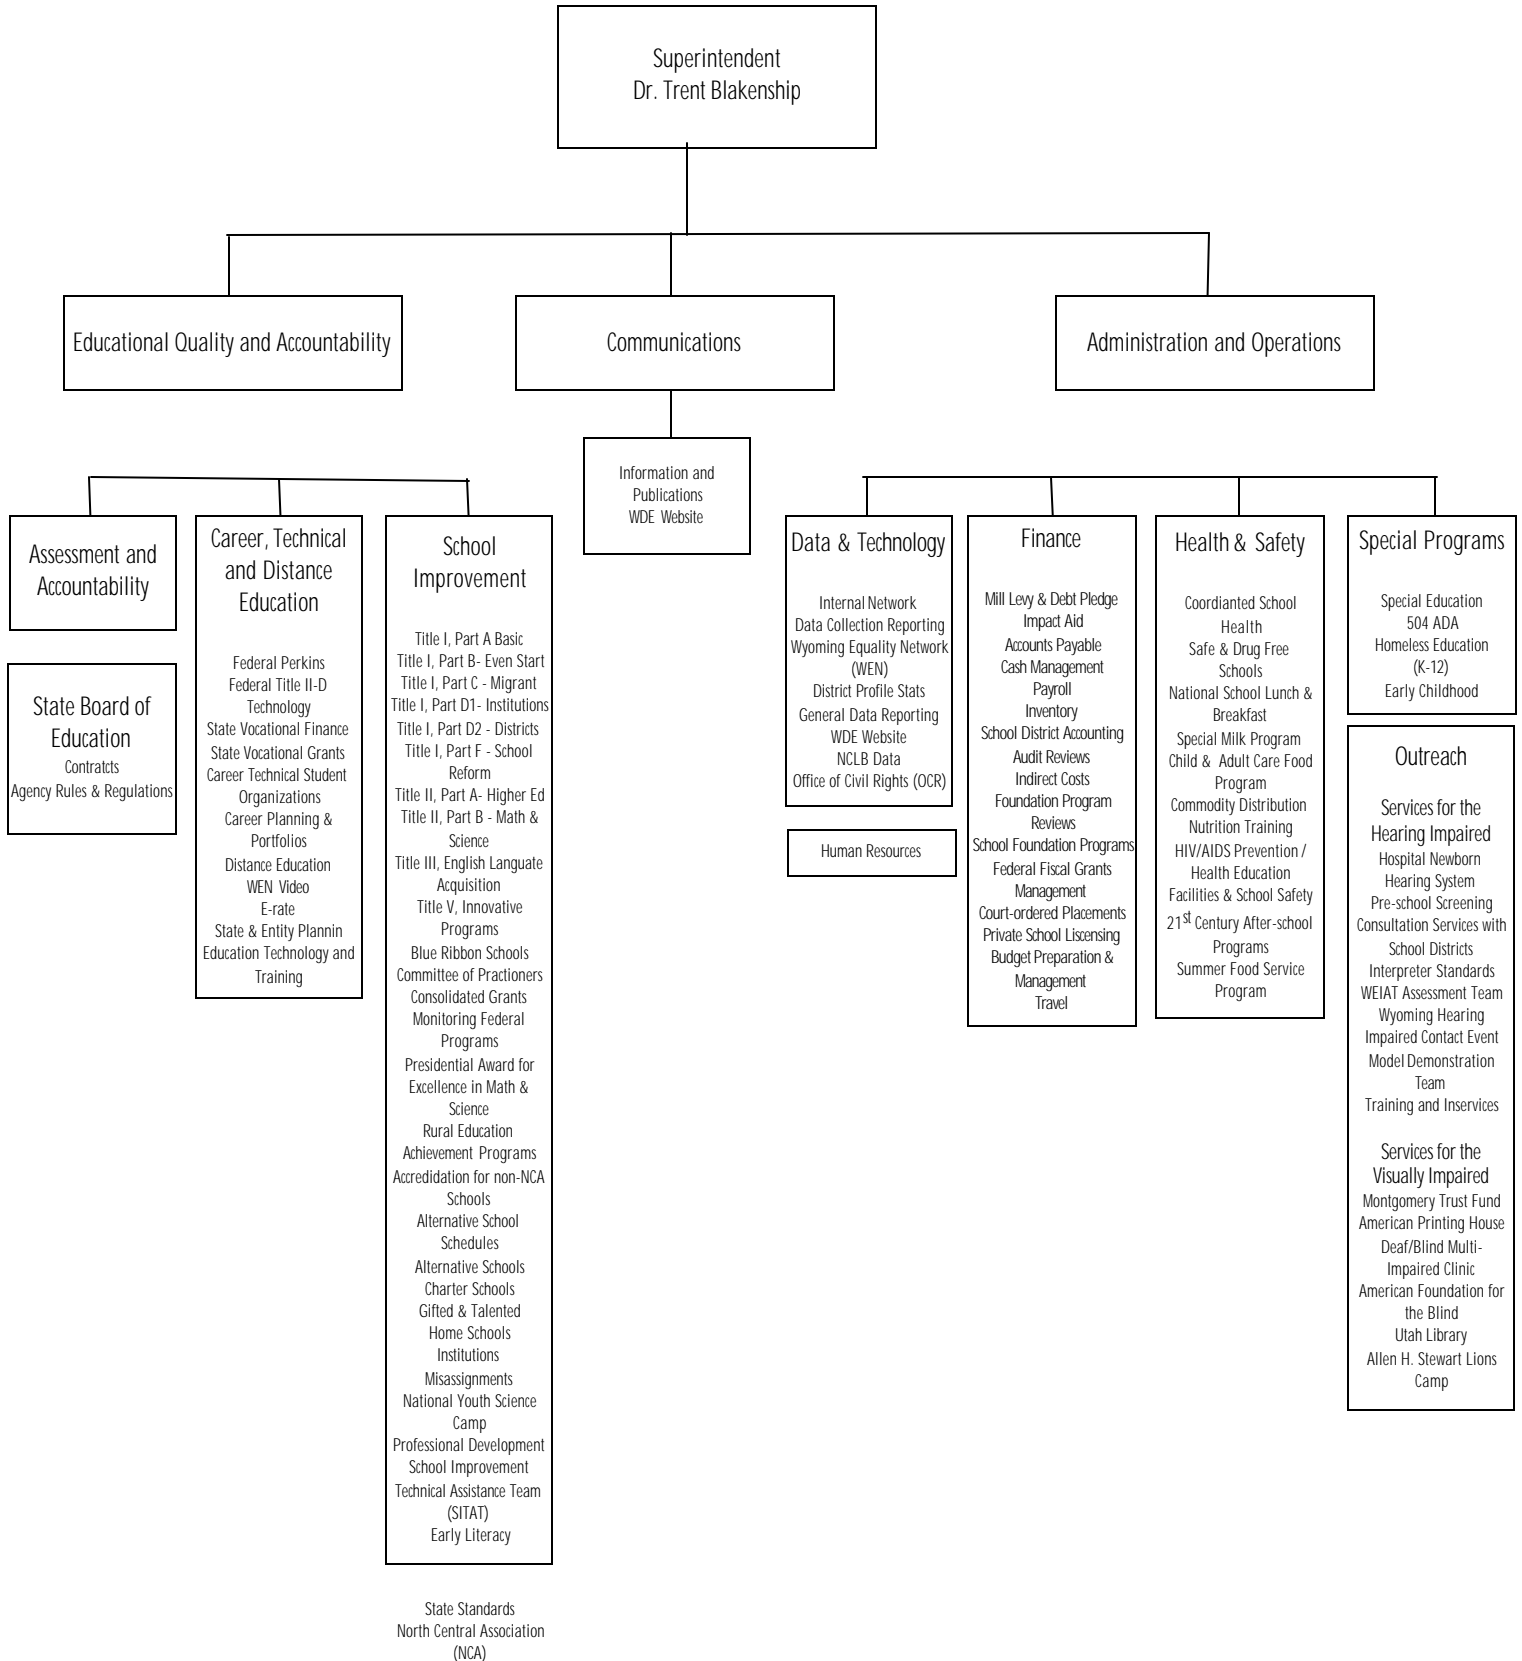 Superintendent
Dr. Trent Blakenship
Educational Quality and Accountability
Communications
Administration and Operations
Information and
Publications
WDE Website
Assessment and
Accountability
State Board of
Education
Contratcts
Agency Rules & Regulations
Career, Technical
and Distance
Education
Federal Perkins
Federal Title II-D
Technology
State Vocational Finance
State Vocational Grants
Career Technical Student
Organizations
Career Planning &
Portfolios
Distance Education
WEN Video
E-rate
State & Entity Plannin
Education Technology and
Training
School
Improvement
Title I, Part A Basic
Title I, Part B- Even Start
Title I, Part C - Migrant
Title I, Part D1- Institutions
Title I, Part D2 - Districts
Title I, Part F - School
Reform
Title II, Part A- Higher Ed
Title II, Part B - Math &
Science
Title III, English Languate
Acquisition
Title V, Innovative
Programs
Blue Ribbon Schools
Committee of Practioners
Consolidated Grants
Monitoring Federal
Programs
Presidential Award for
Excellence in Math &
Science
Rural Education
Achievement Programs
Accredidation for non-NCA
Schools
Alternative School
Schedules
Alternative Schools
Charter Schools
Gifted & Talented
Home Schools
Institutions
Misassignments
National Youth Science
Camp
Professional Development
School Improvement
Technical Assistance Team
(SITAT)
Early Literacy
State Standards
North Central Association
(NCA)
Data & Technology
Internal Network
Data Collection Reporting
Wyoming Equality Network
(WEN)
District Profile Stats
General Data Reporting
WDE Website
NCLB Data
Office of Civil Rights (OCR)
Human Resources
Finance
Mill Levy & Debt Pledge
Impact Aid
Accounts Payable
Cash Management
Payroll
Inventory
School District Accounting
Audit Reviews
Indirect Costs
Foundation Program
Reviews
School Foundation Programs
Federal Fiscal Grants
Management
Court-ordered Placements
Private School Liscensing
Budget Preparation &
Management
Travel
Health & Safety
Coordianted School
Health
Safe & Drug Free
Schools
National School Lunch &
Breakfast
Special Milk Program
Child & Adult Care Food
Program
Commodity Distribution
Nutrition Training
HIV/AIDS Prevention /
Health Education
Facilities & School Safety
21st Century After-school
Programs
Summer Food Service
Program
Special Programs
Special Education
504 ADA
Homeless Education
(K-12)
Early Childhood
Outreach
Services for the
Hearing Impaired
Hospital Newborn
Hearing System
Pre-school Screening
Consultation Services with
School Districts
Interpreter Standards
WEIAT Assessment Team
Wyoming Hearing
Impaired Contact Event
Model Demonstration
Team
Training and Inservices
Services for the
Visually Impaired
Montgomery Trust Fund
American Printing House
Deaf/Blind Multi-
Impaired Clinic
American Foundation for
the Blind
Utah Library
Allen H. Stewart Lions
Camp